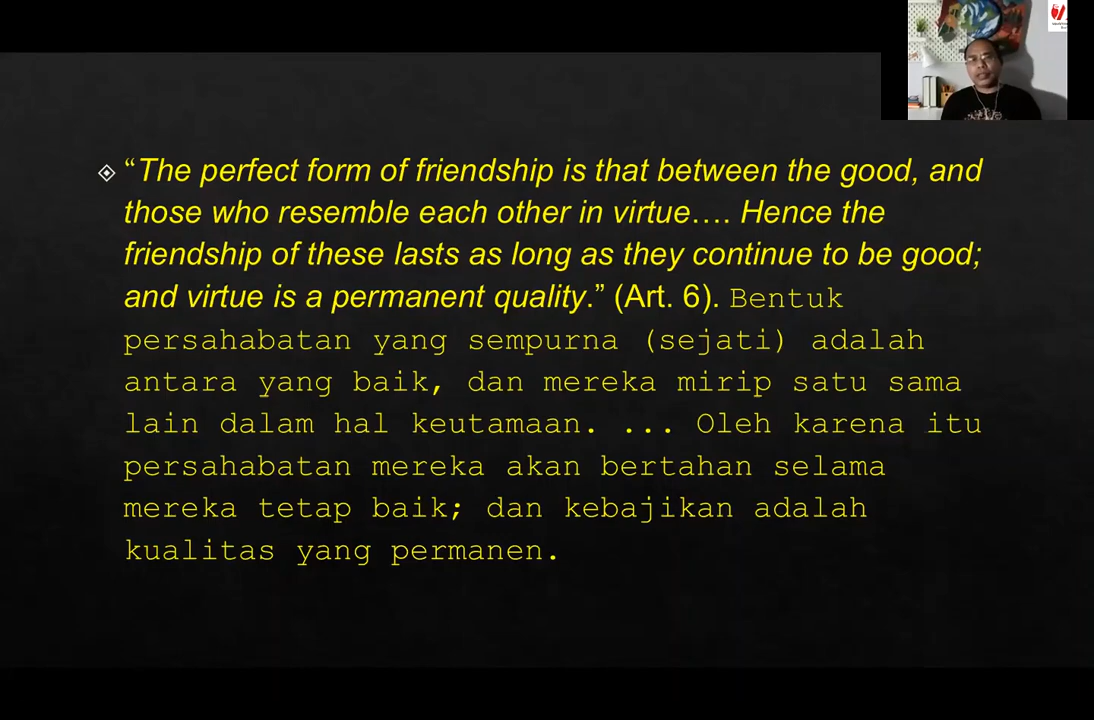 “The perfect form of friendship is that between the good, and
those who resemble each other in virtue…. Hence the
friendship of these lasts as long as they continue to be good;
and virtue is a permanent quality.” (Art. 6). Bentuk
persahabatan yang sempurna (sejati) adalah
antara yang baik, dan mereka mirip satu sama
lain dalam hal keutamaan. ... Oleh karena itu
persahabatan mereka akan bertahan selama
mereka tetap baik; dan kebajikan adalah
kualitas yang permanen.